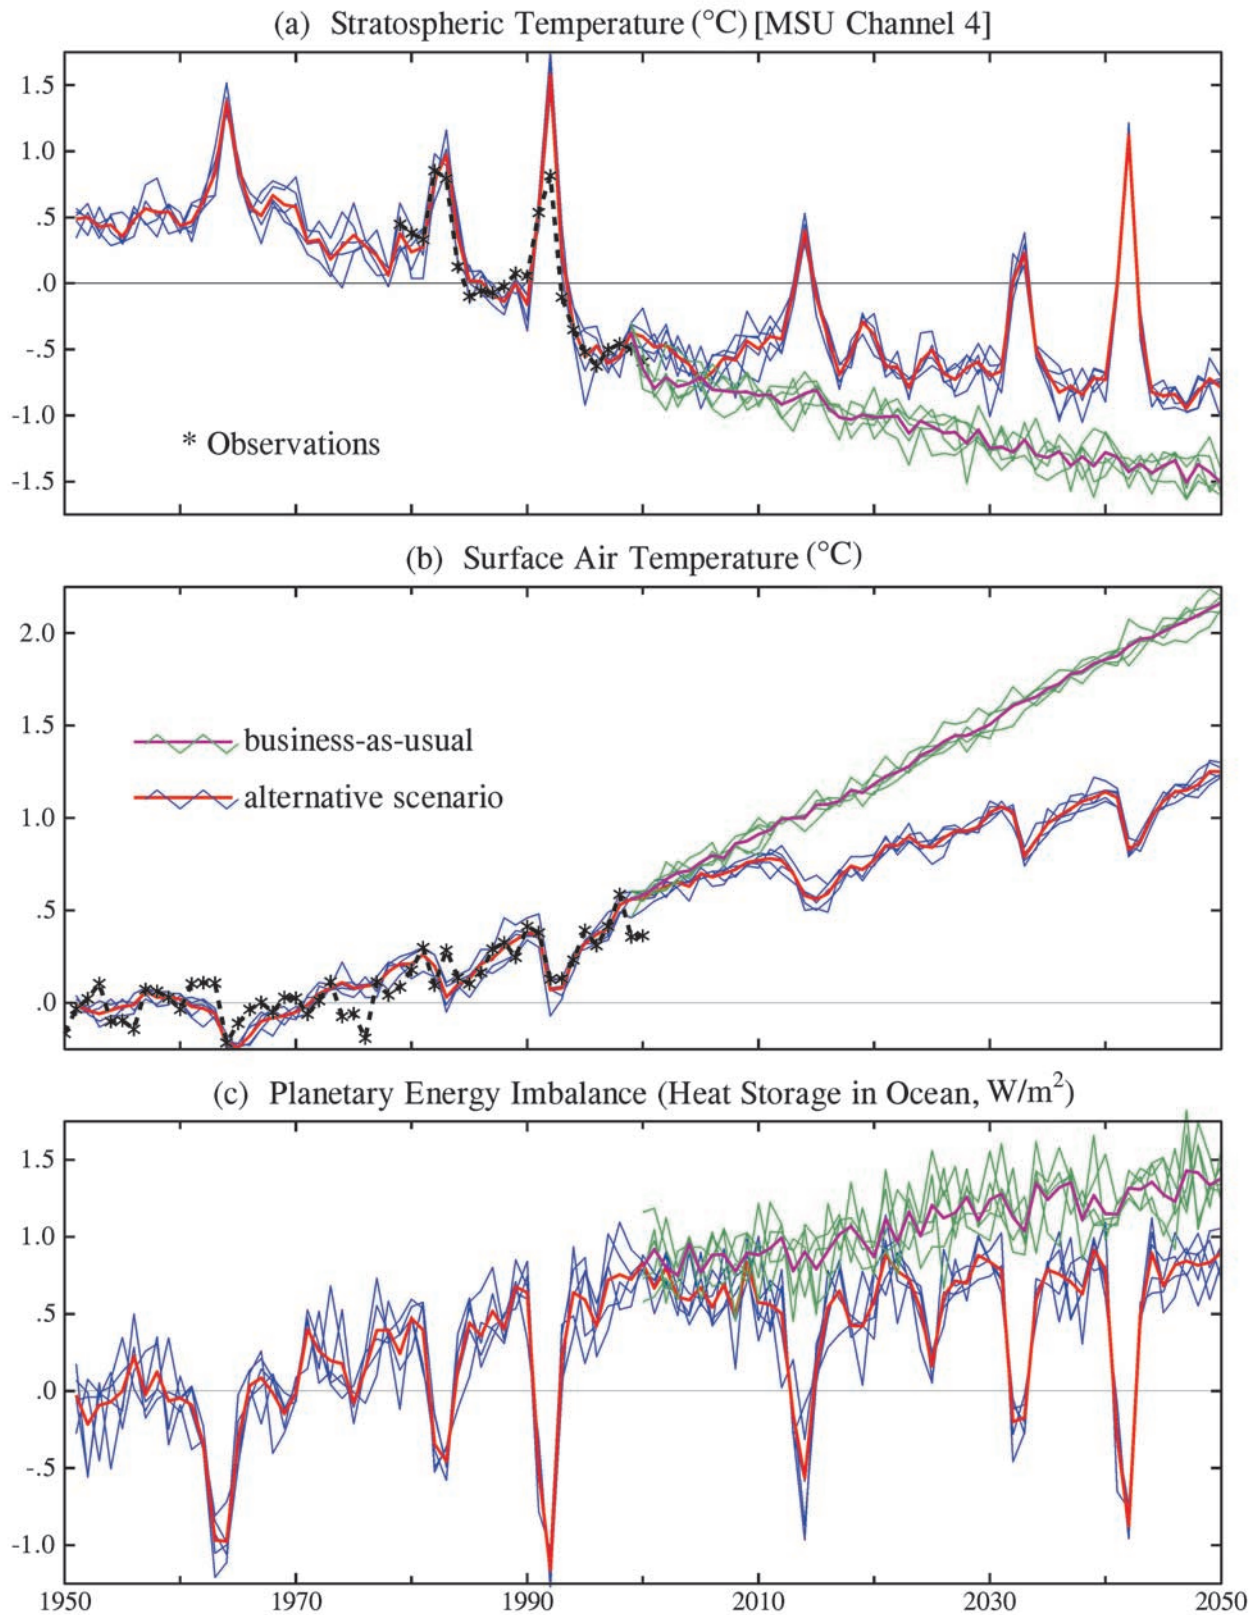 (a) Stratospheric Temperature (°C) [MSU Channel 4]
1.5
1.0
.5
.0
-.5
-1.0
-1.5
* Observations
(b) Surface Air Temperature (°C)
2.0
1.5
1.0
.5
.0
business-as-usual
alternative scenario
(c) Planetary Energy Imbalance (Heat Storage in Ocean, W/m²)
1.5
1.0
.5
.0
-.5
-1.0
1950 1970 1990 2010 2030 2050